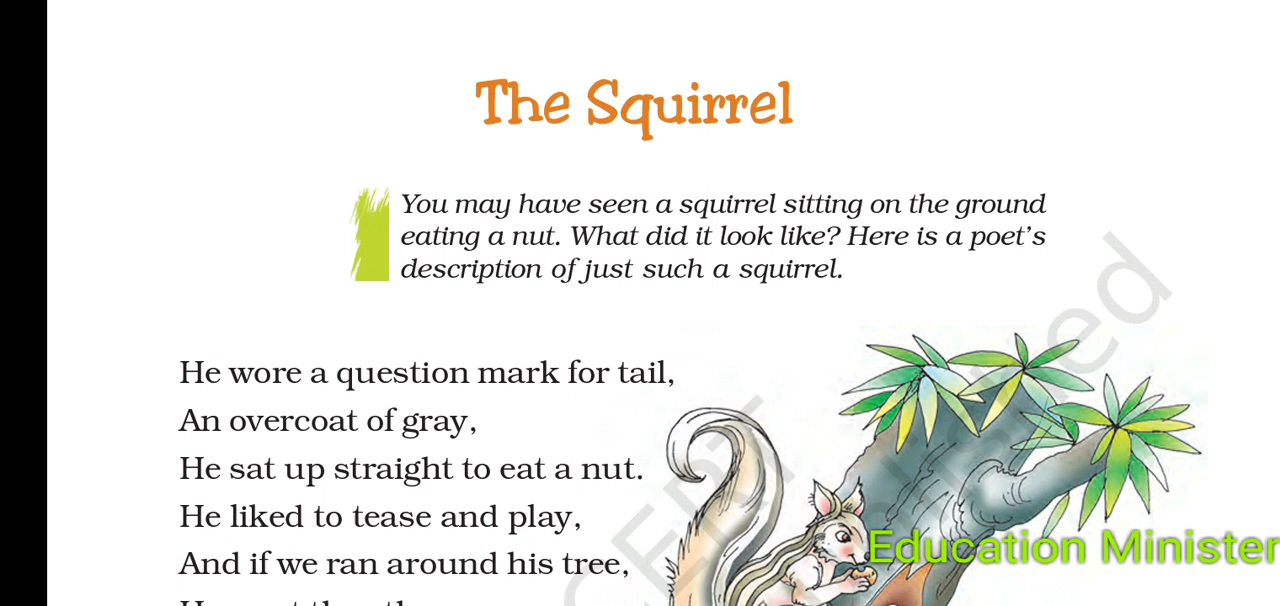 The Squirrel
You may have seen a squirrel sitting on the ground
eating a nut. What did it look like? Here is a poet's
description of just such a squirrel.
He wore a question mark for tail,
An overcoat of gray,
He sat up straight to eat a nut.
He liked to tease and play,
And if we ran around his tree,
Education Minister